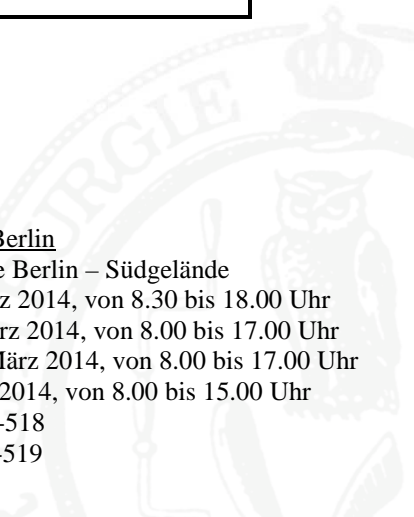 Berlin
e Berlin – Südgelände
z 2014, von 8.30 bis 18.00 Uhr
rz 2014, von 8.00 bis 17.00 Uhr
März 2014, von 8.00 bis 17.00 Uhr
2014, von 8.00 bis 15.00 Uhr
-518
-519
URGIE